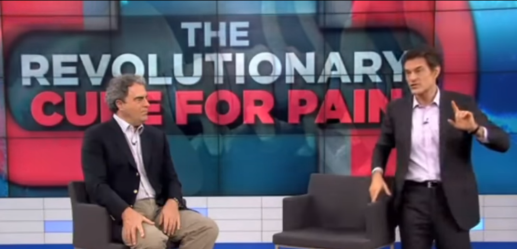 THE
REVOLUTIONARY
CURE FOR PAIN